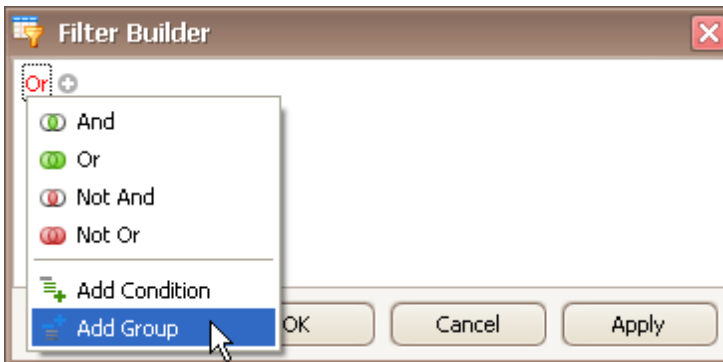 Filter Builder
Or
And
Or
Not And
Not Or
Add Condition
Add Group
OK
Cancel
Apply